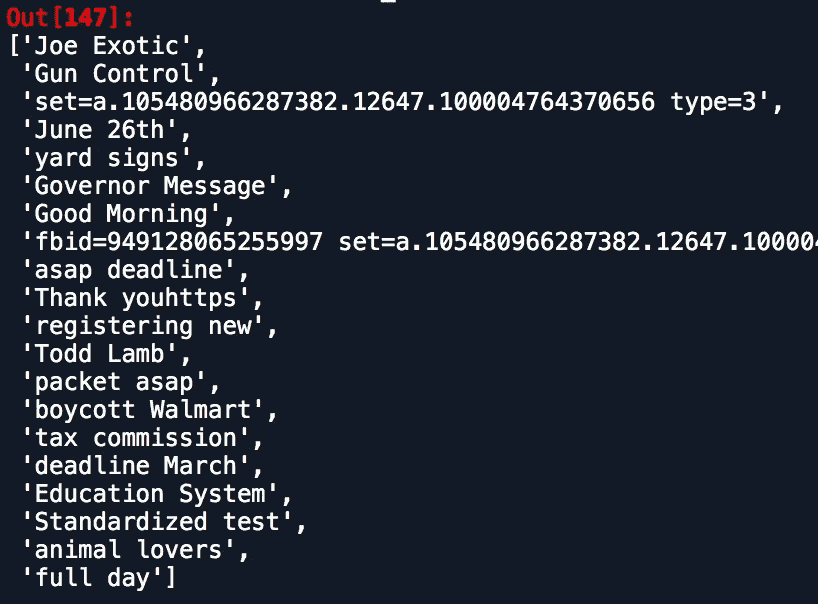 Out[147]:
['Joe Exotic',
'Gun Control',
'set=a.105480966287382.12647.100004764370656 type=3',
'June 26th',
'yard signs',
'Governor Message',
'Good Morning',
'fbid=949128065255997 set=a.105480966287382.12647.100004
'asap deadline',
'Thank youhttps',
'registering new',
'Todd Lamb',
'packet asap',
'boycott Walmart',
'tax commission',
'deadline March',
'Education System',
'Standardized test',
'animal lovers',
'full day']